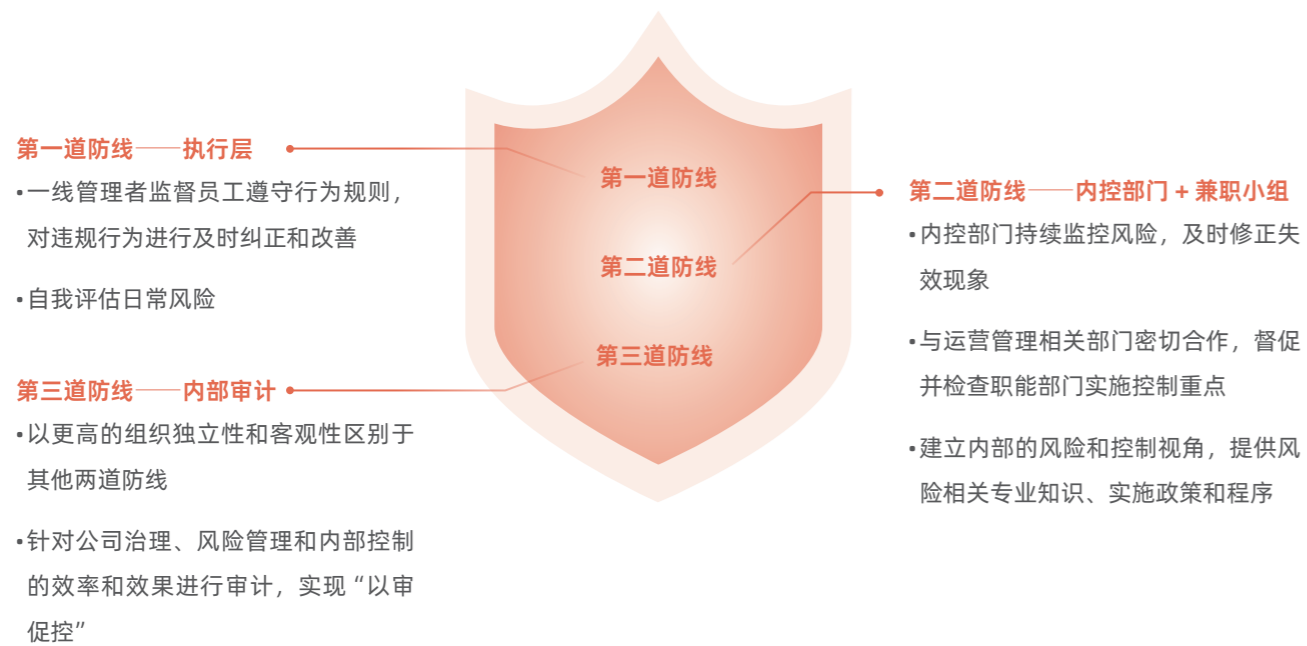 第一道防线——执行层
•一线管理者监督员工遵守行为规则，
对违规行为进行及时纠正和改善
•自我评估日常风险
第三道防线——内部审计
•以更高的组织独立性和客观性区别于
其他两道防线
•针对公司治理、风险管理和内部控制
的效率和效果进行审计，实现“以审
促控”
第一道防线
第二道防线
第三道防线
第二道防线——内控部门 + 兼职小组
•内控部门持续监控风险，及时修正失
效现象
•与运营管理相关部门密切合作，督促
并检查职能部门实施控制重点
•建立内部的风险和控制视角，提供风
险相关专业知识、实施政策和程序